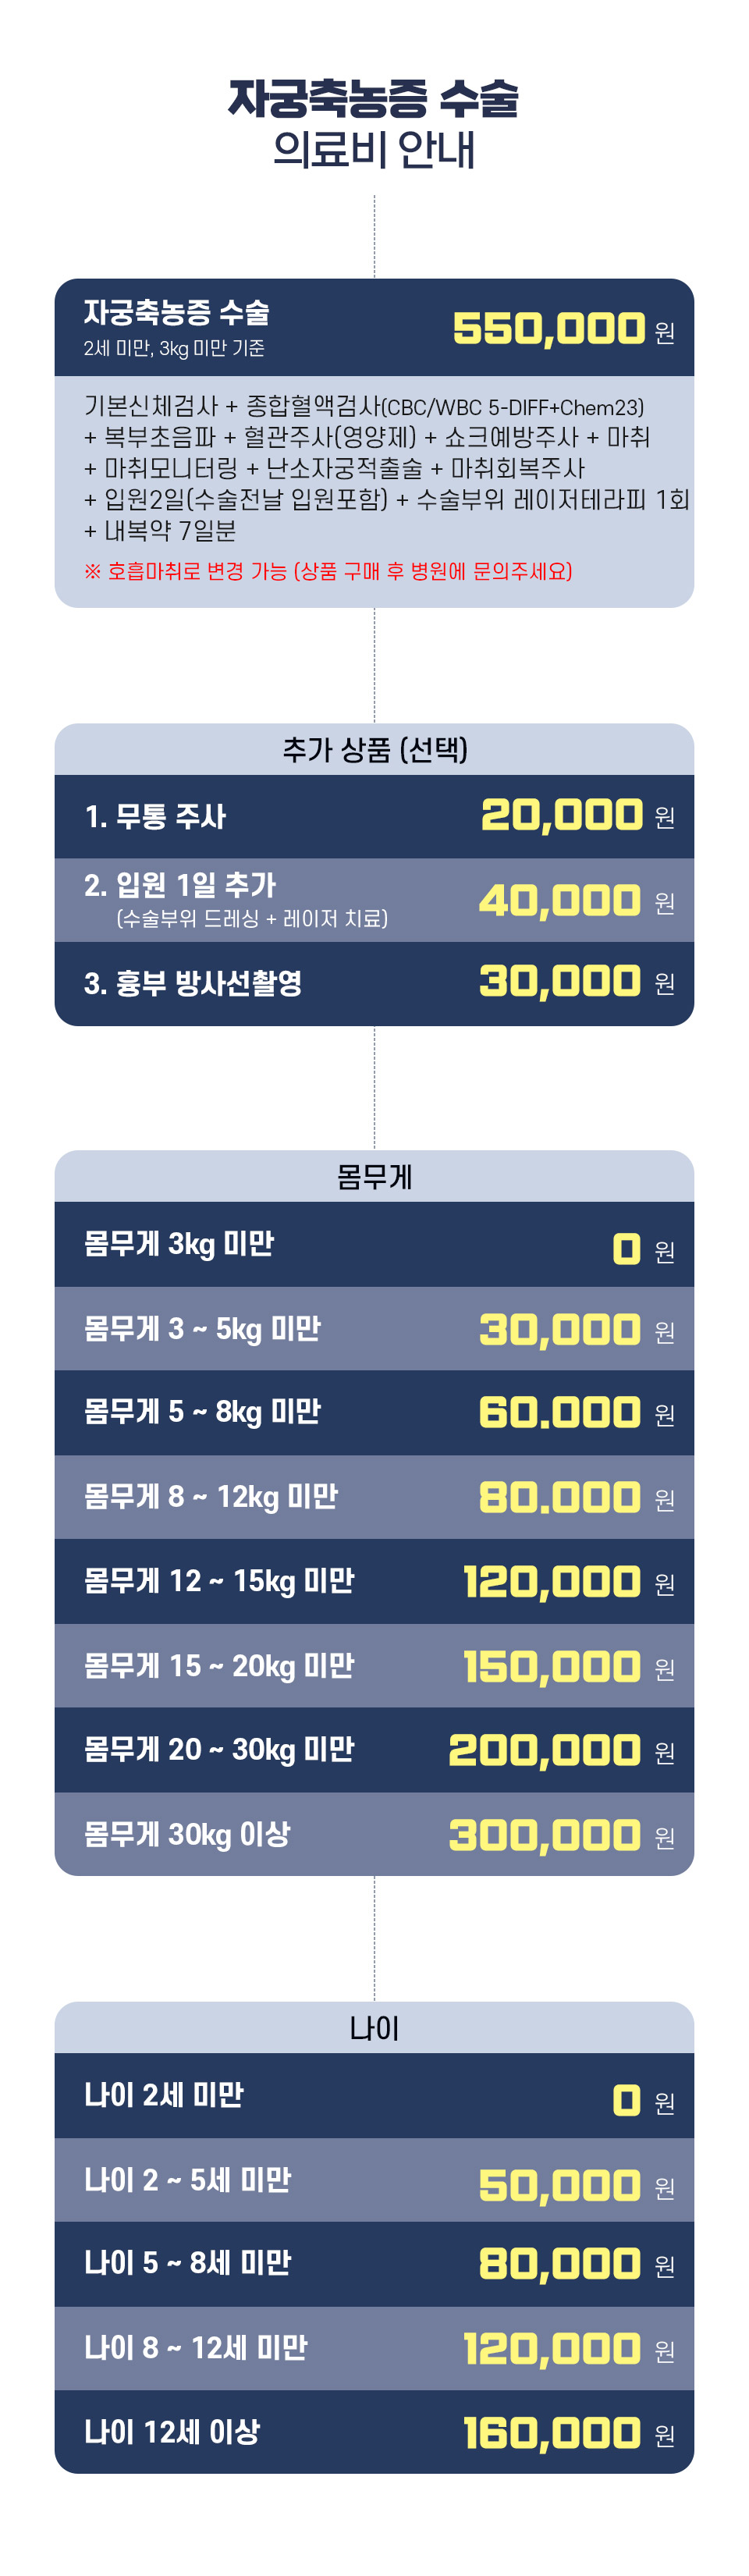 자궁축농증 수술
의료비 안내
자궁축농증 수술
2세 미만, 3kg 미만 기준
550,000 원
기본신체검사 + 종합혈액검사(CBC/WBC 5-DIFF+Chem23)
+ 복부초음파 + 혈관주사(영양제) + 쇼크예방주사 + 마취
+ 마취모니터링 + 난소자궁적출술 + 마취회복주사
+ 입원2일(수술전날 입원포함) + 수술부위 레이저테라피 1회
+ 내복약 7일분
※ 호흡마취로 변경 가능 (상품 구매 후 병원에 문의주세요)
추가 상품 (선택)
1. 무통 주사 20,000 원
2. 입원 1일 추가
(수술부위 드레싱 + 레이저 치료)
40,000 원
3. 흉부 방사선촬영 30,000 원
몸무게
몸무게 3kg 미만 0 원
몸무게 3 ~ 5kg 미만 30,000 원
몸무게 5 ~ 8kg 미만 60.000 원
몸무게 8 ~ 12kg 미만 80.000 원
몸무게 12 ~ 15kg 미만 120,000 원
몸무게 15 ~ 20kg 미만 150,000 원
몸무게 20 ~ 30kg 미만 200,000 원
몸무게 30kg 이상 300,000 원
나이
나이 2세 미만 0 원
나이 2 ~ 5세 미만 50,000 원
나이 5 ~ 8세 미만 80,000 원
나이 8 ~ 12세 미만 120,000 원
나이 12세 이상 160,000 원